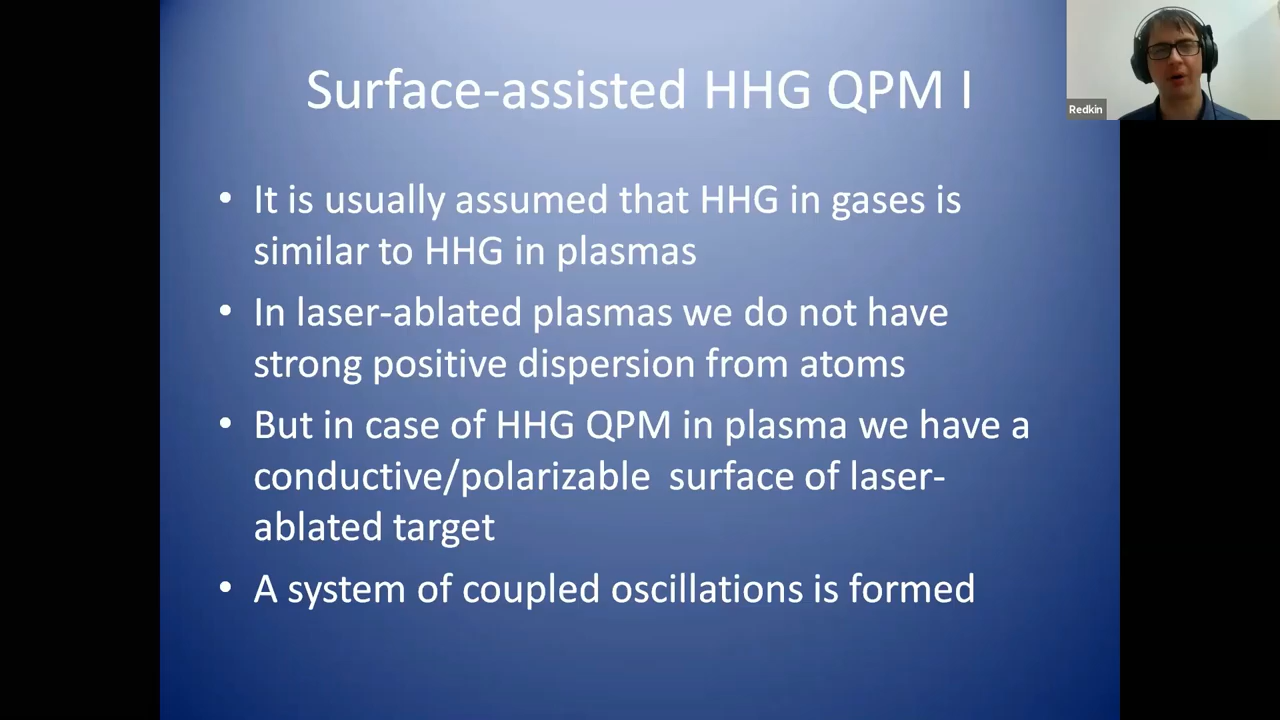 Surface-assisted HHG QPM I
Redkin
• It is usually assumed that HHG in gases is
similar to HHG in plasmas
• In laser-ablated plasmas we do not have
strong positive dispersion from atoms
• But in case of HHG QPM in plasma we have a
conductive/polarizable surface of laser-
ablated target
• A system of coupled oscillations is formed